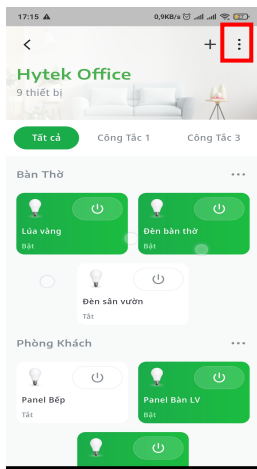 17:15
0,9KB/s
37
Hytek Office
9 thiết bị
Tất cả
Công Tắc 1
Công Tắc 3
Bàn Thờ
Lúa vàng
Bật
Đèn bàn thờ
Bật
Đèn sân vườn
Tắt
Phòng Khách
Panel Bếp
Tắt
Panel Bàn LV
Bật